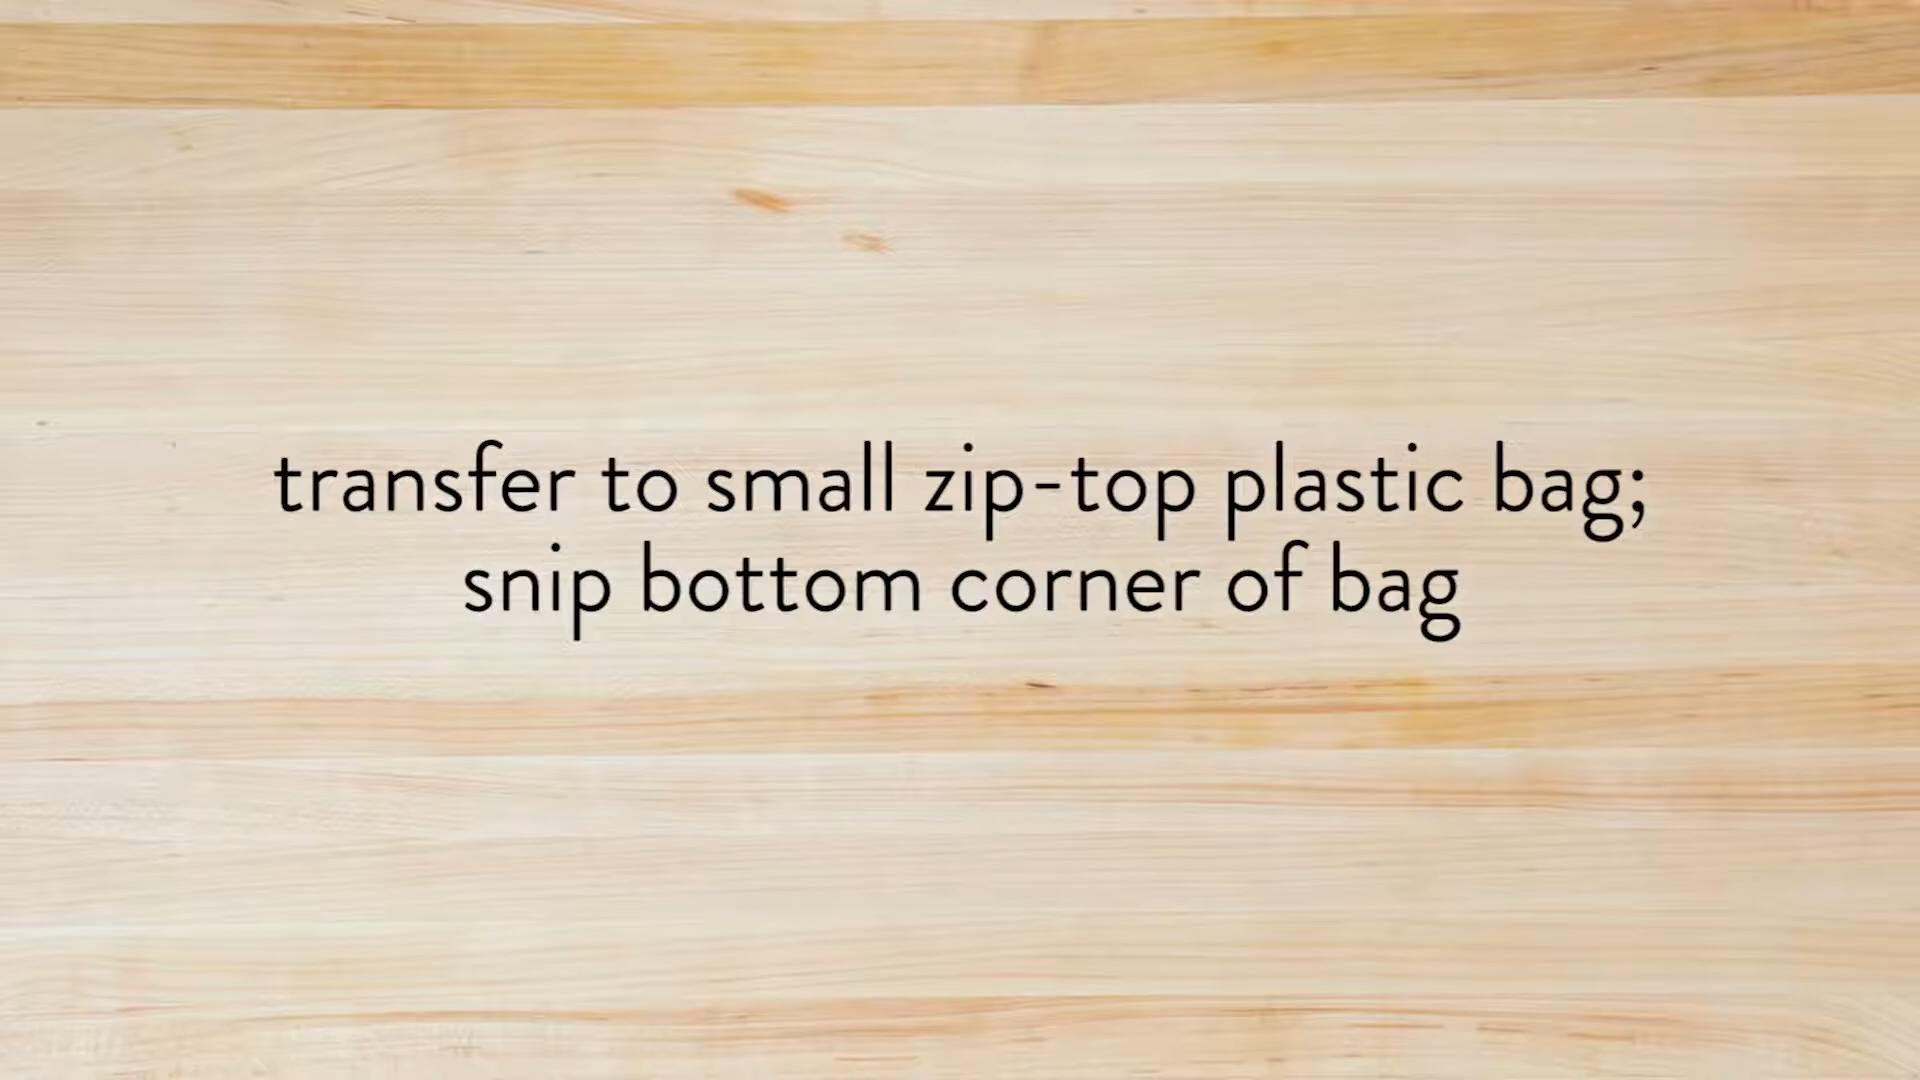 transfer to small zip-top plastic bag;
snip bottom corner of bag